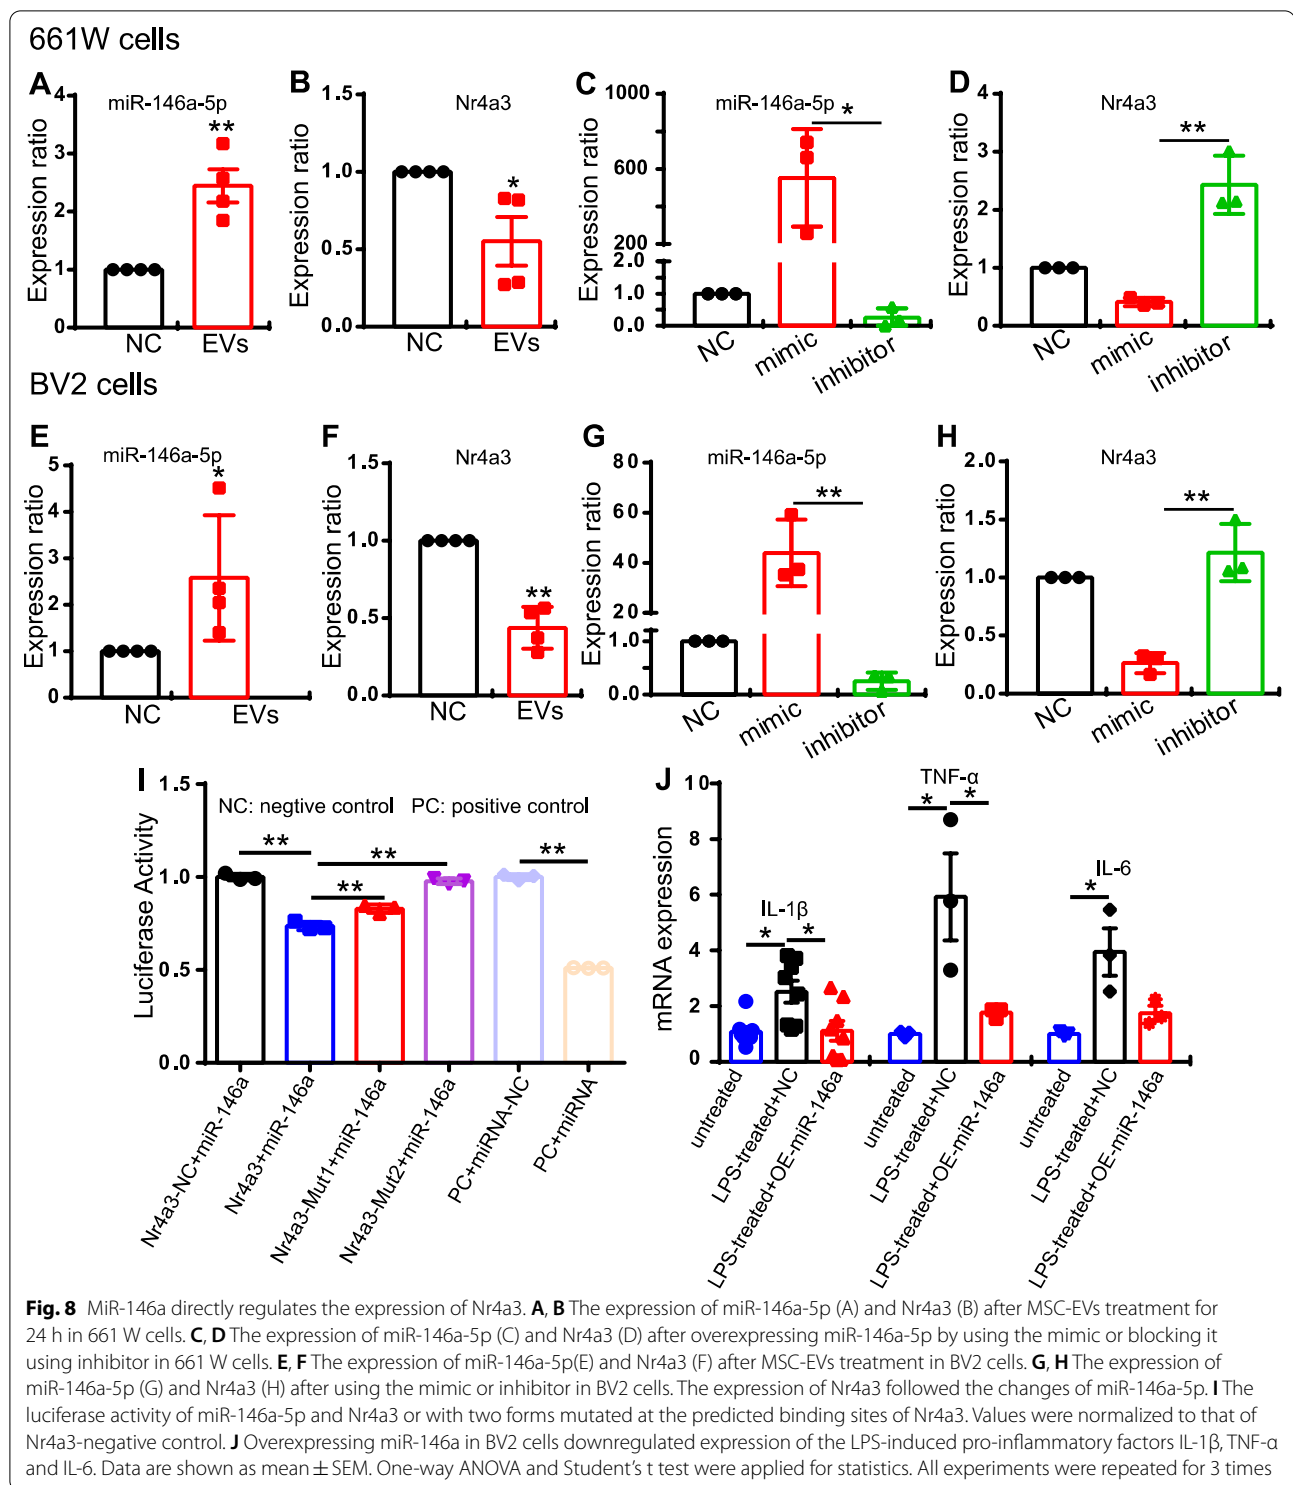 661W cells
A
miR-146a-5p
Expression ratio
4
3
2
1
0
**
NC
EVs
B
Nr4a3
Expression ratio
1.5
1.0
0.5
0.0
*
NC
EVs
C
miR-146a-5p
Expression ratio
1000
600
200
2.0
1.0
0.0
*
NC
mimic
inhibitor
D
Nr4a3
Expression ratio
4
3
2
1
0
**
NC
mimic
inhibitor
BV2 cells
E
miR-146a-5p
Expression ratio
5
4
3
2
1
0
*
NC
EVs
F
Nr4a3
Expression ratio
1.5
1.0
0.5
0.0
**
NC
EVs
G
miR-146a-5p
Expression ratio
80
60
40
20
1.0
0.0
**
NC
mimic
inhibitor
H
Nr4a3
Expression ratio
2.0
1.5
1.0
0.5
0.0
**
NC
mimic
inhibitor
I
Luciferase Activity
1.5
1.0
0.5
0.0
NC: negtive control PC: positive control
**
**
**
**
Nr4a3-NC+miR-146a
Nr4a3+miR-146a
Nr4a3-Mut1+miR-146a
Nr4a3-Mut2+miR-146a
PC+miRNA-NC
PC+miRNA
J
mRNA expression
10
8
6
4
2
0
IL-1β
* *
TNF-α
* *
IL-6
*
untreated
LPS-treated+NC
LPS-treated+OE-miR-146a
untreated
LPS-treated+NC
LPS-treated+OE-miR-146a
untreated
LPS-treated+NC
LPS-treated+OE-miR-146a
Fig. 8 MiR-146a directly regulates the expression of Nr4a3. A, B The expression of miR-146a-5p (A) and Nr4a3 (B) after MSC-EVs treatment for
24 h in 661 W cells. C, D The expression of miR-146a-5p (C) and Nr4a3 (D) after overexpressing miR-146a-5p by using the mimic or blocking it
using inhibitor in 661 W cells. E, F The expression of miR-146a-5p(E) and Nr4a3 (F) after MSC-EVs treatment in BV2 cells. G, H The expression of
miR-146a-5p (G) and Nr4a3 (H) after using the mimic or inhibitor in BV2 cells. The expression of Nr4a3 followed the changes of miR-146a-5p. I The
luciferase activity of miR-146a-5p and Nr4a3 or with two forms mutated at the predicted binding sites of Nr4a3. Values were normalized to that of
Nr4a3-negative control. J Overexpressing miR-146a in BV2 cells downregulated expression of the LPS-induced pro-inflammatory factors IL-1β, TNF-α
and IL-6. Data are shown as mean ± SEM. One-way ANOVA and Student's t test were applied for statistics. All experiments were repeated for 3 times